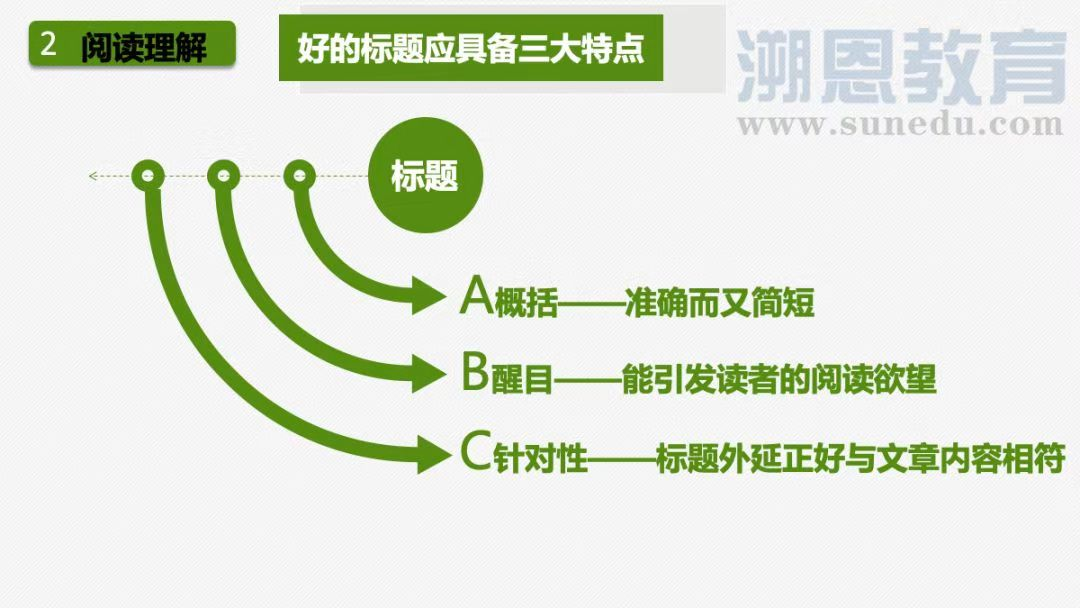 2 阅读理解
好的标题应具备三大特点
溯恩教育
www.sunedu.com
标题
A概括——准确而又简短
B醒目——能引发读者的阅读欲望
C针对性——标题外延正好与文章内容相符